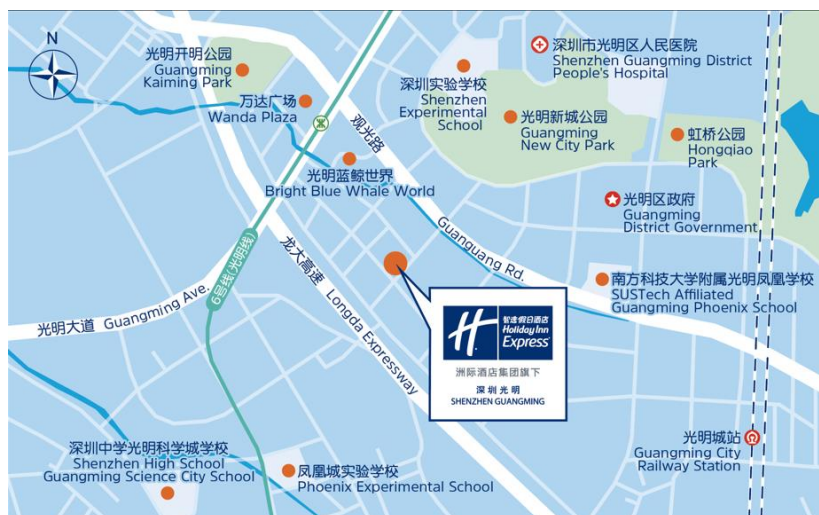 N
光明开明公园
Guangming
Kaiming Park
万达广场
Wanda Plaza
观光路
Guanguang Rd.
深圳实验学校
Shenzhen
Experimental
School
深圳市光明区人民医院
Shenzhen Guangming District
People's Hospital
光明新城公园
Guangming
New City Park
虹桥公园
Hongqiao
Park
光明蓝鲸世界
Bright Blue Whale World
光明区政府
Guangming
District Government
6号线(光明线)
龙大高速 Longda Expressway
光明大道 Guangming Ave.
南方科技大学附属光明凤凰学校
SUSTech Affiliated
Guangming Phoenix School
H
智选假日酒店
Holiday Inn
Express
洲际酒店集团旗下
深圳光明
SHENZHEN GUANGMING
光明城站
Guangming City
Railway Station
深圳中学光明科学城学校
Shenzhen High School
Guangming Science City School
凤凰城实验学校
Phoenix Experimental School